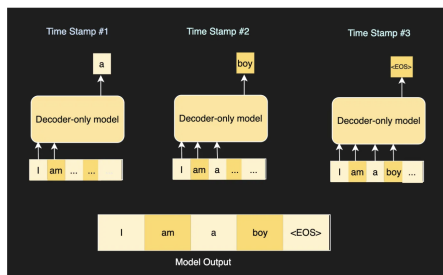 Time Stamp #1
Time Stamp #2
Time Stamp #3
a
boy
<EOS>
Decoder-only model
Decoder-only model
Decoder-only model
I am ... ...
I am a ... ...
I am a boy ...
I am a boy <EOS>
Model Output